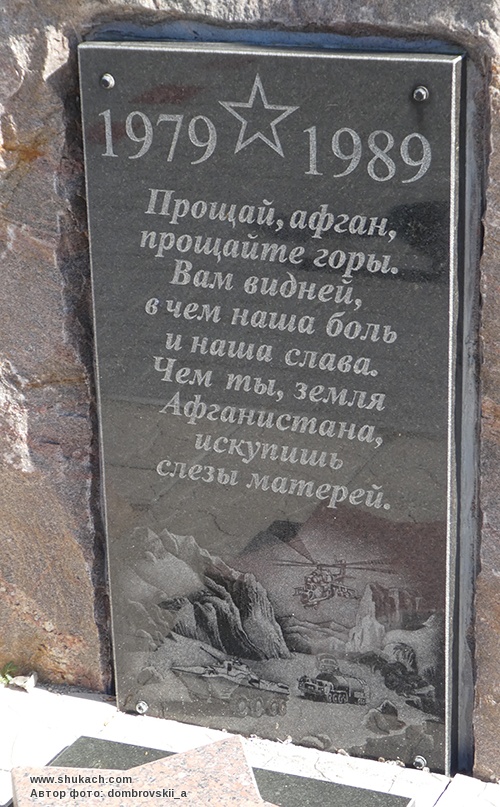 1979 1989
Прощай, афган,
прощайте горы.
Вам видней,
в чем наша боль
и наша слава.
Чем ты, земля
Афганистана,
искупишь
слезы матерей.
www.shukach.com
Автор фото: dombrovskii_a